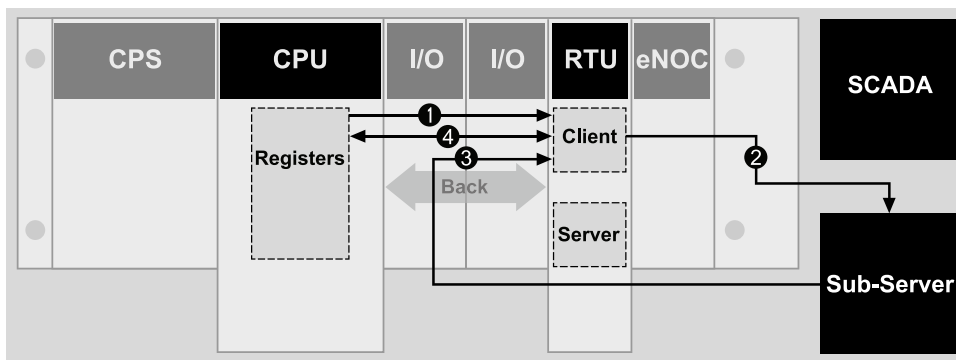 CPS CPU I/O I/O RTU eNOC
SCADA
1
4 Client 2
Registers 3
Back
Server
Sub-Server